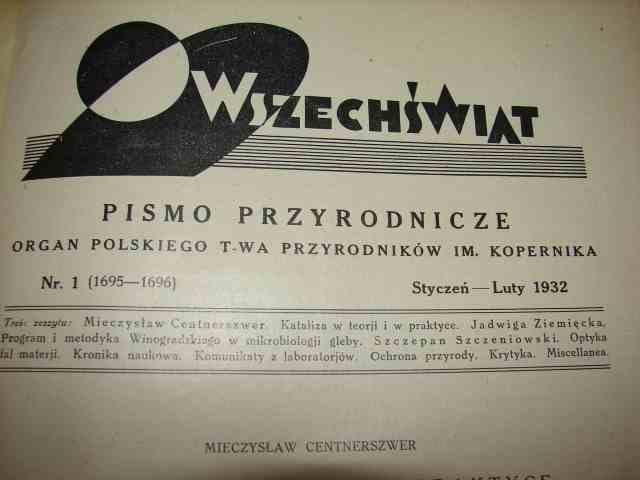 WSZECHŚWIAT
PISMO PRZYRODNICZE
ORGAN POLSKIEGO T-WA PRZYRODNIKÓW IM. KOPERNIKA
Nr. 1 (1695—1696) Styczeń—Luty 1932
Treść zeszytu: Mieczysław Centnerszwer. Kataliza w teorji i w praktyce. Jadwiga Ziemięcka.
Program i metodyka Winogradskiego w mikrobiologji gleby. Szczepan Szczeniowski. Optyka
fal materji. Kronika naukowa. Komunikaty z laboratorjów. Ochrona przyrody. Krytyka. Miscellanea.
MIECZYSŁAW CENTNERSZWER